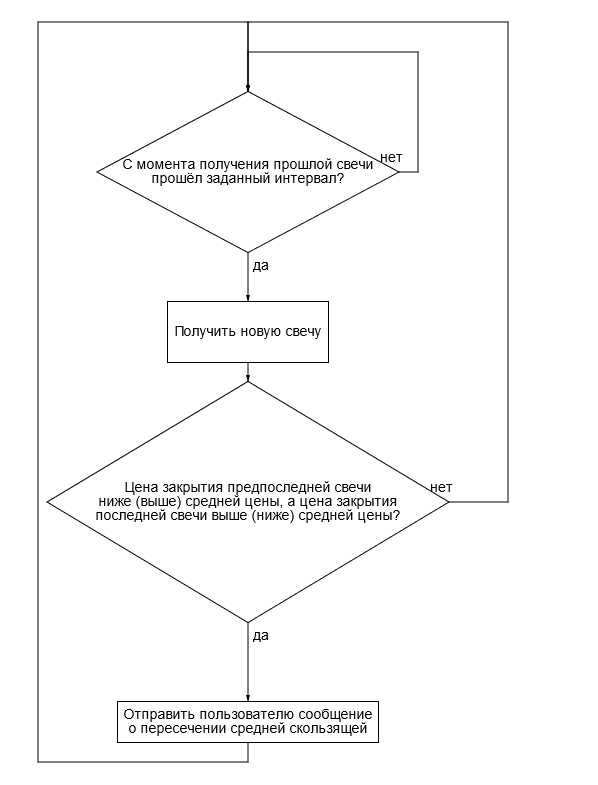 С момента получения прошлой свечи
прошёл заданный интервал?
нет
да
Получить новую свечу
Цена закрытия предпоследней свечи
ниже (выше) средней цены, а цена закрытия
последней свечи выше (ниже) средней цены?
нет
да
Отправить пользователю сообщение
о пересечении средней скользящей